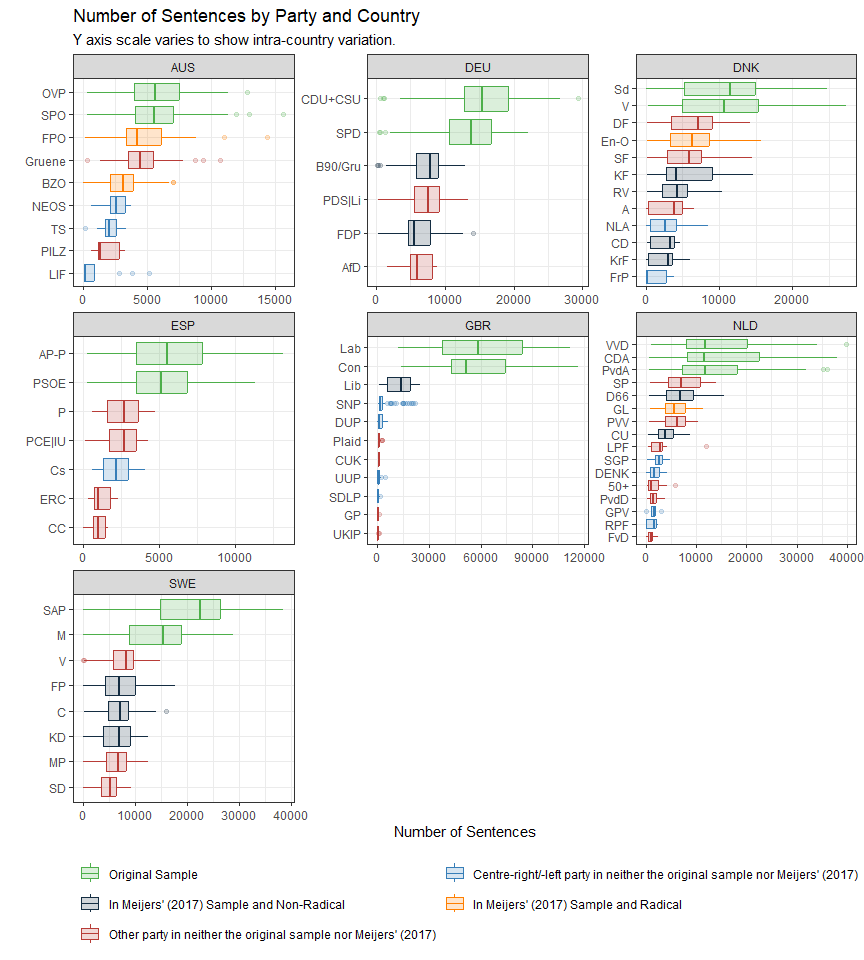 Number of Sentences by Party and Country
Y axis scale varies to show intra-country variation.
AUS
OVP
SPO
FPO
Gruene
BZO
NEOS
TS
PILZ
LIF
0 5000 10000 15000
DEU
CDU+CSU
SPD
B90/Gru
PDS|Li
FDP
AfD
0 10000 20000 30000
DNK
Sd
V
DF
En-O
SF
KF
RV
A
NLA
CD
KrF
FrP
0 10000 20000
ESP
AP-P
PSOE
P
PCE|IU
Cs
ERC
CC
0 5000 10000
GBR
Lab
Con
Lib
SNP
DUP
Plaid
CUK
UUP
SDLP
GP
UKIP
0 30000 60000 90000 120000
NLD
VVD
CDA
PvdA
SP
D66
GL
PVV
CU
LPF
SGP
DENK
50+
PvdD
GPV
RPF
FvD
0 10000 20000 30000 40000
SWE
SAP
M
V
FP
C
KD
MP
SD
0 10000 20000 30000 40000
Number of Sentences
Original Sample
Centre-right/-left party in neither the original sample nor Meijers' (2017)
In Meijers' (2017) Sample and Non-Radical
In Meijers' (2017) Sample and Radical
Other party in neither the original sample nor Meijers' (2017)